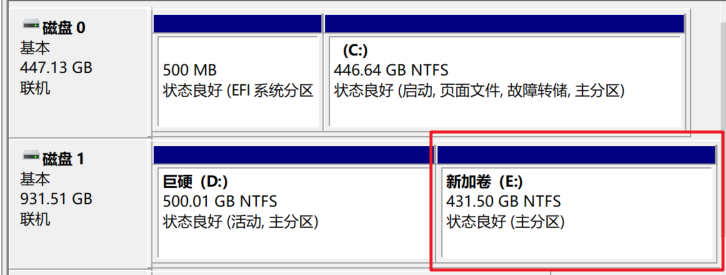 磁盘 0
基本
447.13 GB
联机
500 MB
状态良好 (EFI 系统分区
(C:)
446.64 GB NTFS
状态良好 (启动, 页面文件, 故障转储, 主分区)
磁盘 1
基本
931.51 GB
联机
巨硬 (D:)
500.01 GB NTFS
状态良好 (活动, 主分区)
新加卷 (E:)
431.50 GB NTFS
状态良好 (主分区)